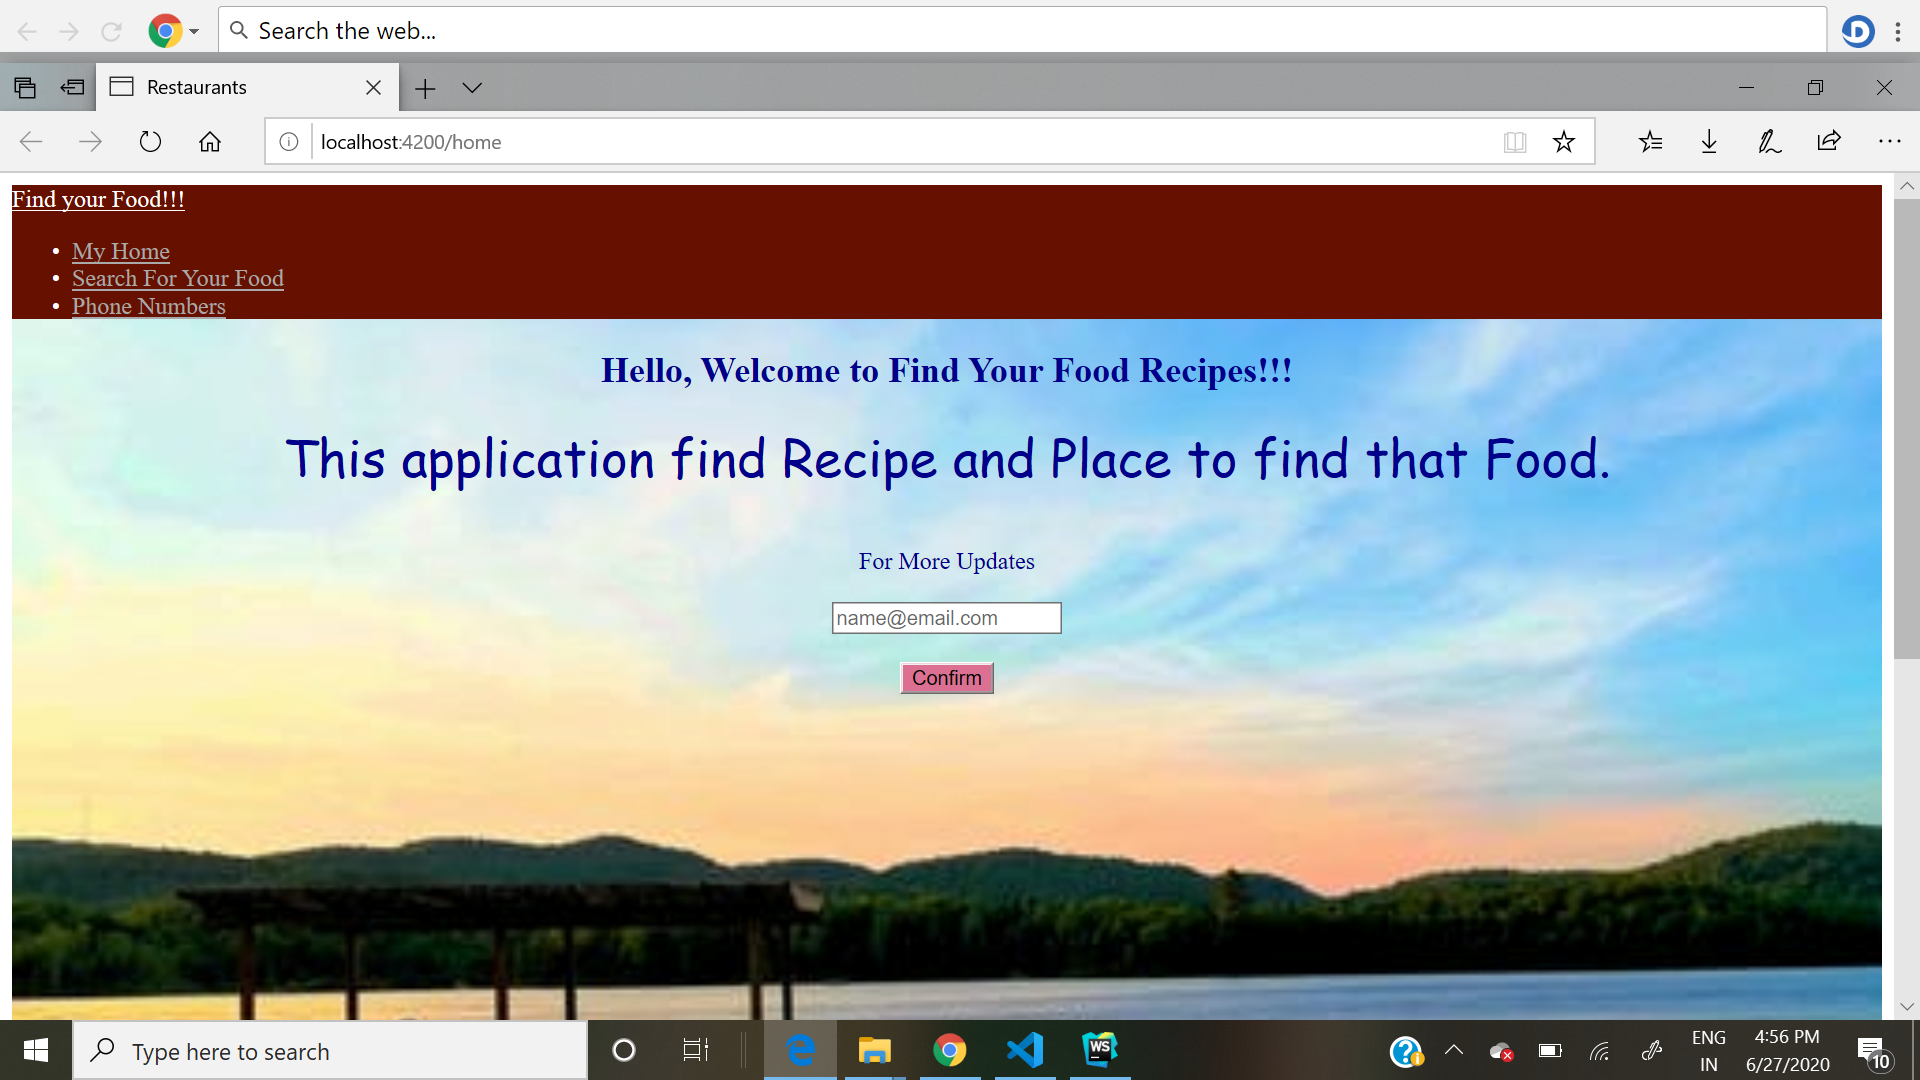 Search the web...
Restaurants
localhost:4200/home
Find your Food!!!
My Home
Search For Your Food
Phone Numbers
Hello, Welcome to Find Your Food Recipes!!!
This application find Recipe and Place to find that Food.
For More Updates
name@email.com
Confirm
Type here to search
WS
ENG
IN
4:56 PM
6/27/2020
10